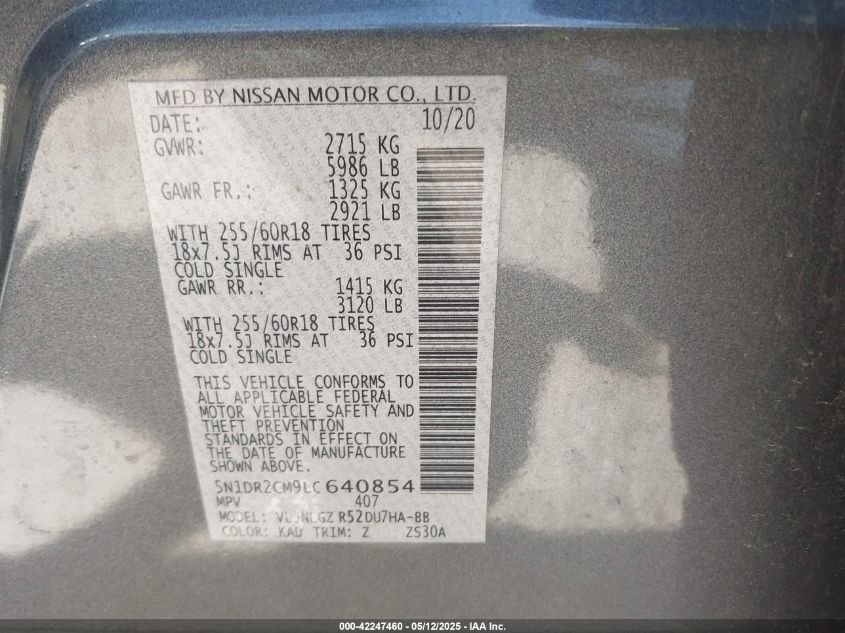 MFD BY NISSAN MOTOR CO., LTD.
DATE: 10/20
GVWR: 2715 KG
5986 LB
GAWR FR.: 1325 KG
2921 LB
WITH 255/60R18 TIRES
18x7.5J RIMS AT 36 PSI
COLD SINGLE
GAWR RR.: 1415 KG
3120 LB
WITH 255/60R18 TIRES
18x7.5J RIMS AT 36 PSI
COLD SINGLE
THIS VEHICLE CONFORMS TO
ALL APPLICABLE FEDERAL
MOTOR VEHICLE SAFETY AND
THEFT PREVENTION
STANDARDS IN EFFECT ON
THE DATE OF MANUFACTURE
SHOWN ABOVE.
5N1DR2CM9LC640854
MPV 407
MODEL: R52DU7HA-BB
COLOR: KAD TRIM: Z ZS30A
000-42247460 - 05/12/2025 - IAA Inc.